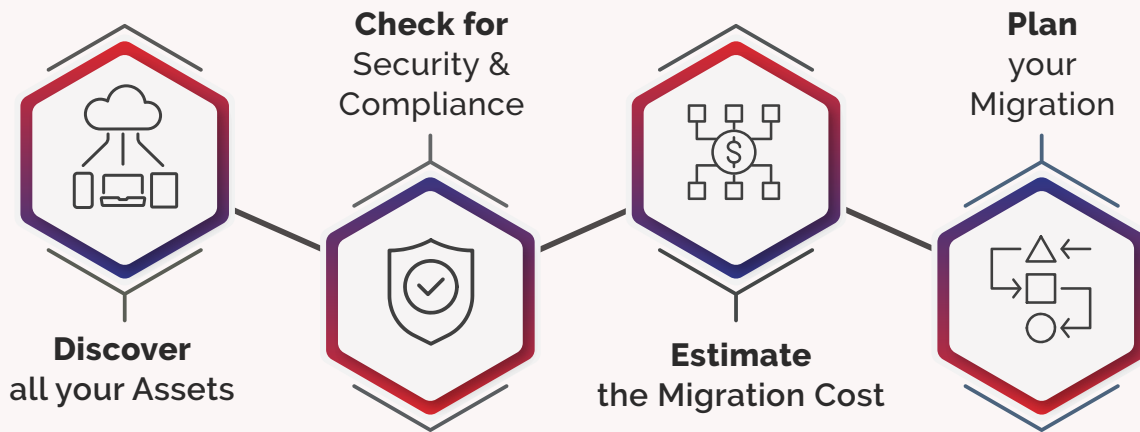 Discover
all your Assets
Check for
Security &
Compliance
$
Estimate
the Migration Cost
Plan
your
Migration